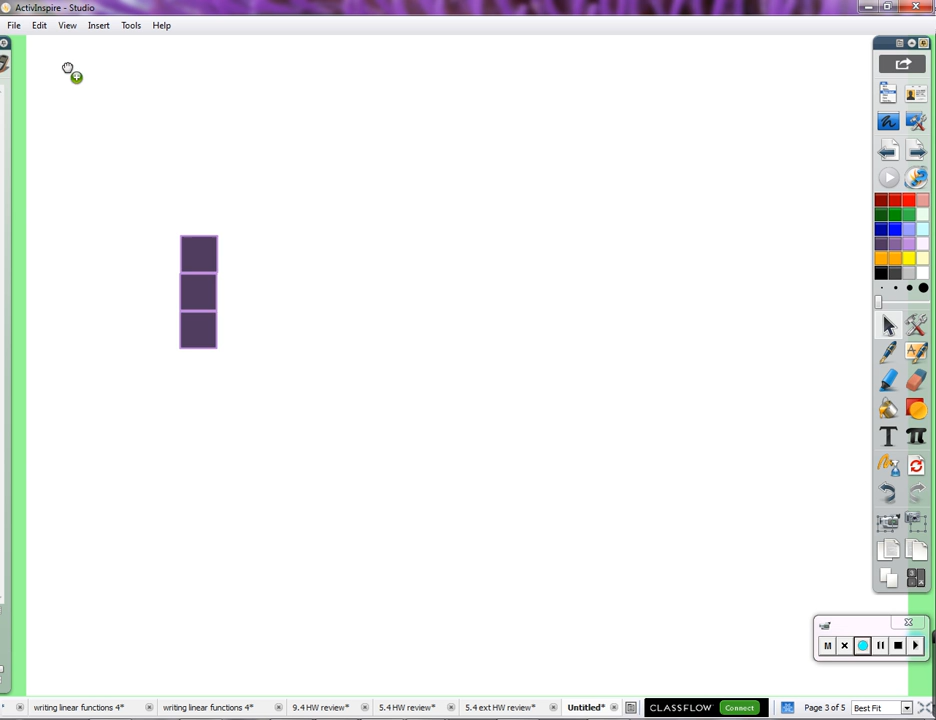 ActivInspire - Studio
File Edit View Insert Tools Help
T π
M
* writing linear functions 4* writing linear functions 4* 9.4 HW review* 5.4 HW review* 5.4 ext HW review* Untitled* CLASSFLOW Connect Page 3 of 5 Best Fit